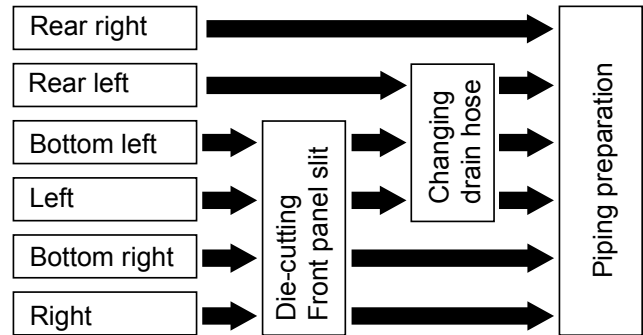 Rear right
Rear left
Bottom left
Left
Bottom right
Right
Die-cutting
Front panel slit
Changing
drain hose
Piping preparation